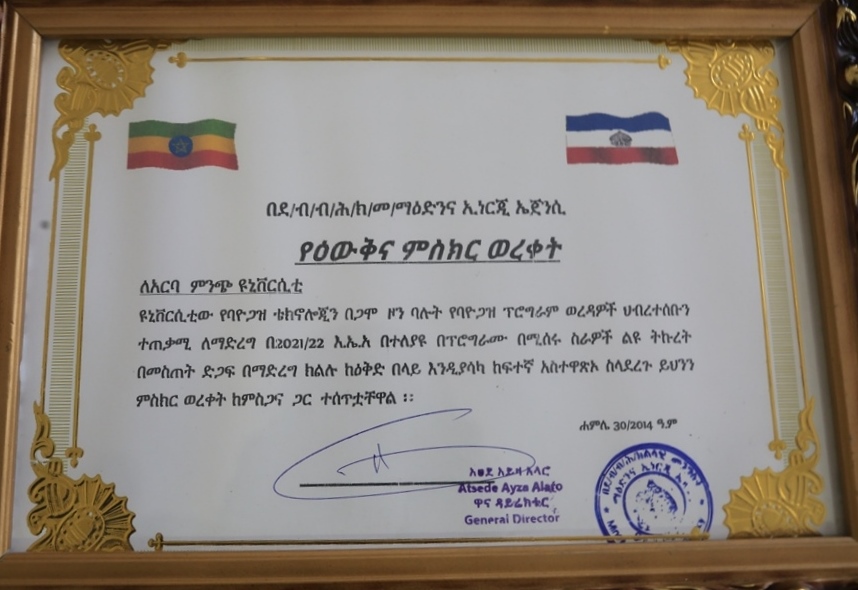 በደ/ብ/ብ/ሕ/ክ/መ/ማዕድንና ኢነርጂ ኤጀንሲ
የዕውቅና ምስክር ወረቀት
ለአርባ ምንጭ ዩኒቨርሲቲ
ዩኒቨርሲቲው የባዮጋዝ ቴክኖሎጂን በጋሞ ዞን ባሉት የባዮጋዝ ፕሮግራም ወረዳዎች ህብረተሰቡን
ተጠቃሚ ለማድረግ በ2021/22 እ.ኤ.አ በተለያዩ በፕሮግራሙ በሚሰሩ ስራዎች ልዩ ትኩረት
በመስጠት ድጋፍ በማድረግ ክልሉ ከዕቅድ በላይ እንዲያሳካ ከፍተኛ አስተዋጽኦ ስላደረጉ ይህንን
ምስክር ወረቀት ከምስጋና ጋር ተሰጥቷቸዋል ፡፡
ሐምሌ 30/2014 ዓ.ም
አፀደ አይዛ አላሮ
Atsede Ayza Alaro
ዋና ዳይሬክተር
General Director